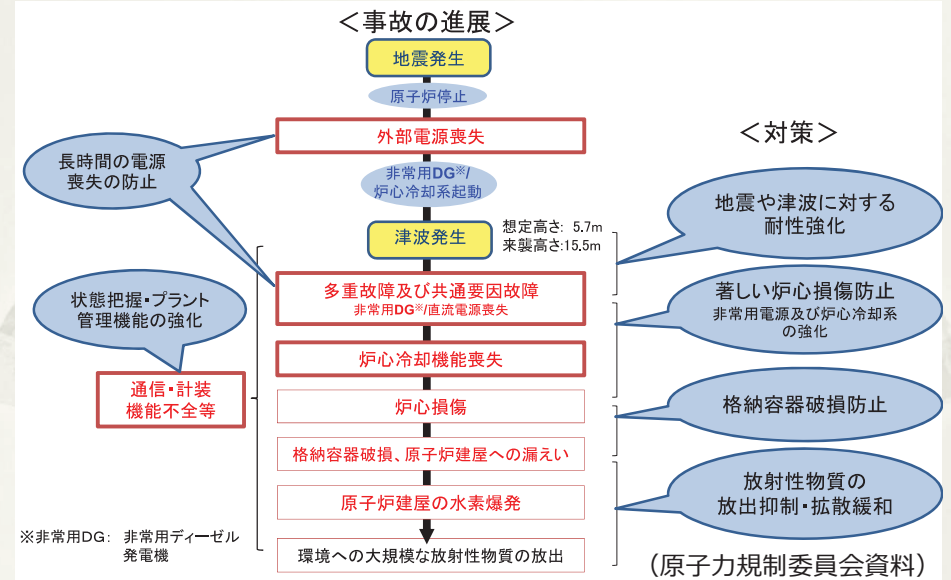 ＜事故の進展＞
地震発生
原子炉停止
外部電源喪失
＜対策＞
長時間の電源
喪失の防止
非常用DG※/
炉心冷却系起動
地震や津波に対する
耐性強化
津波発生
想定高さ: 5.7m
来襲高さ:15.5m
状態把握・プラント
管理機能の強化
多重故障及び共通要因故障
非常用DG※/直流電源喪失
著しい炉心損傷防止
非常用電源及び炉心冷却系
の強化
炉心冷却機能喪失
通信・計装
機能不全等
炉心損傷
格納容器破損防止
格納容器破損、原子炉建屋への漏えい
放射性物質の
放出抑制・拡散緩和
原子炉建屋の水素爆発
※非常用DG: 非常用ディーゼル
発電機
環境への大規模な放射性物質の放出
（原子力規制委員会資料）